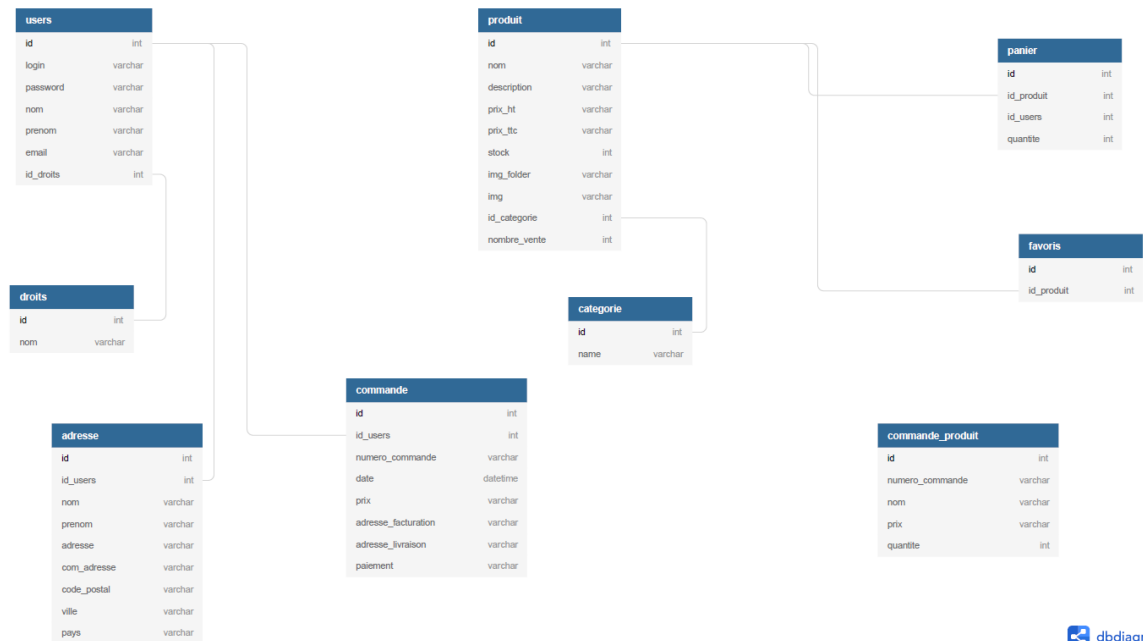 users
id int
login varchar
password varchar
nom varchar
prenom varchar
email varchar
id_droits int
produit
id int
nom varchar
description varchar
prix_ht varchar
prix_ttc varchar
stock int
img_folder varchar
img varchar
id_categorie int
nombre_vente int
panier
id int
id_produit int
id_users int
quantite int
favoris
id int
id_produit int
droits
id int
nom varchar
categorie
id int
name varchar
commande
id int
id_users int
numero_commande varchar
date datetime
prix varchar
adresse_facturation varchar
adresse_livraison varchar
paiement varchar
adresse
id int
id_users int
nom varchar
prenom varchar
adresse varchar
com_adresse varchar
code_postal varchar
ville varchar
pays varchar
commande_produit
id int
numero_commande varchar
nom varchar
prix varchar
quantite int
dbdiagr